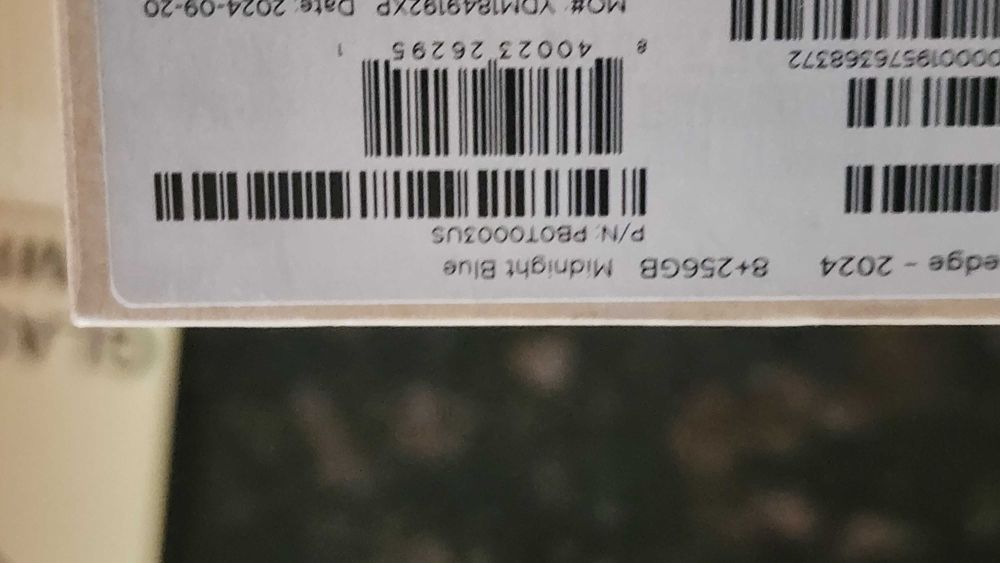 edge - 2024 8+256GB Midnight Blue
P/N: PB0T0003US
000019576368372
8 40023 26295 1
MO#: YDM1849192XP Date: 2024-09-20